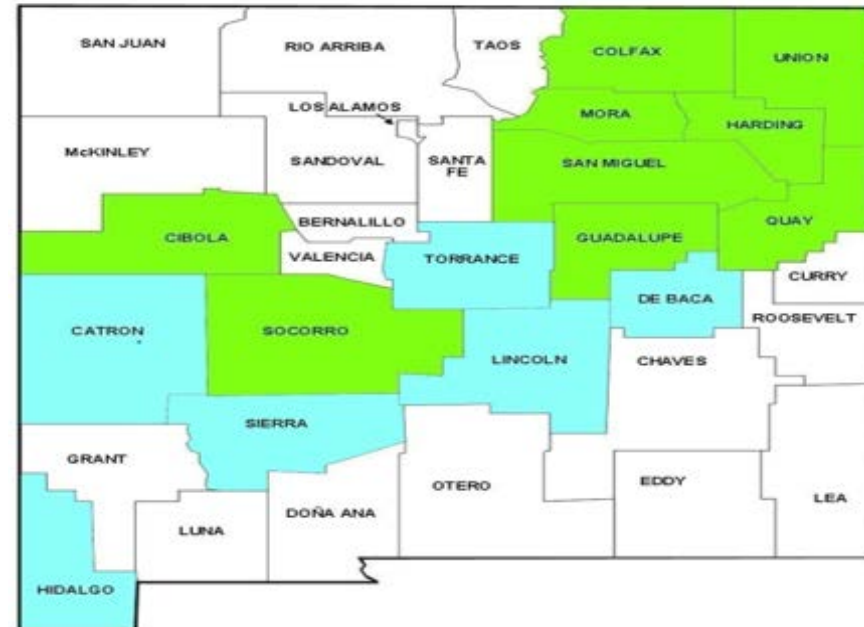 SAN JUAN
RIO ARRIBA
TAOS
COLFAX
UNION
LOS ALAMOS
MORA
HARDING
McKINLEY
SANDOVAL
SANTA
FE
SAN MIGUEL
BERNALILLO
QUAY
CIBOLA
VALENCIA
TORRANCE
GUADALUPE
CURRY
DE BACA
ROOSEVELT
CATRON
SOCORRO
LINCOLN
CHAVES
SIERRA
GRANT
OTERO
EDDY
LEA
LUNA
DOÑA ANA
HIDALGO